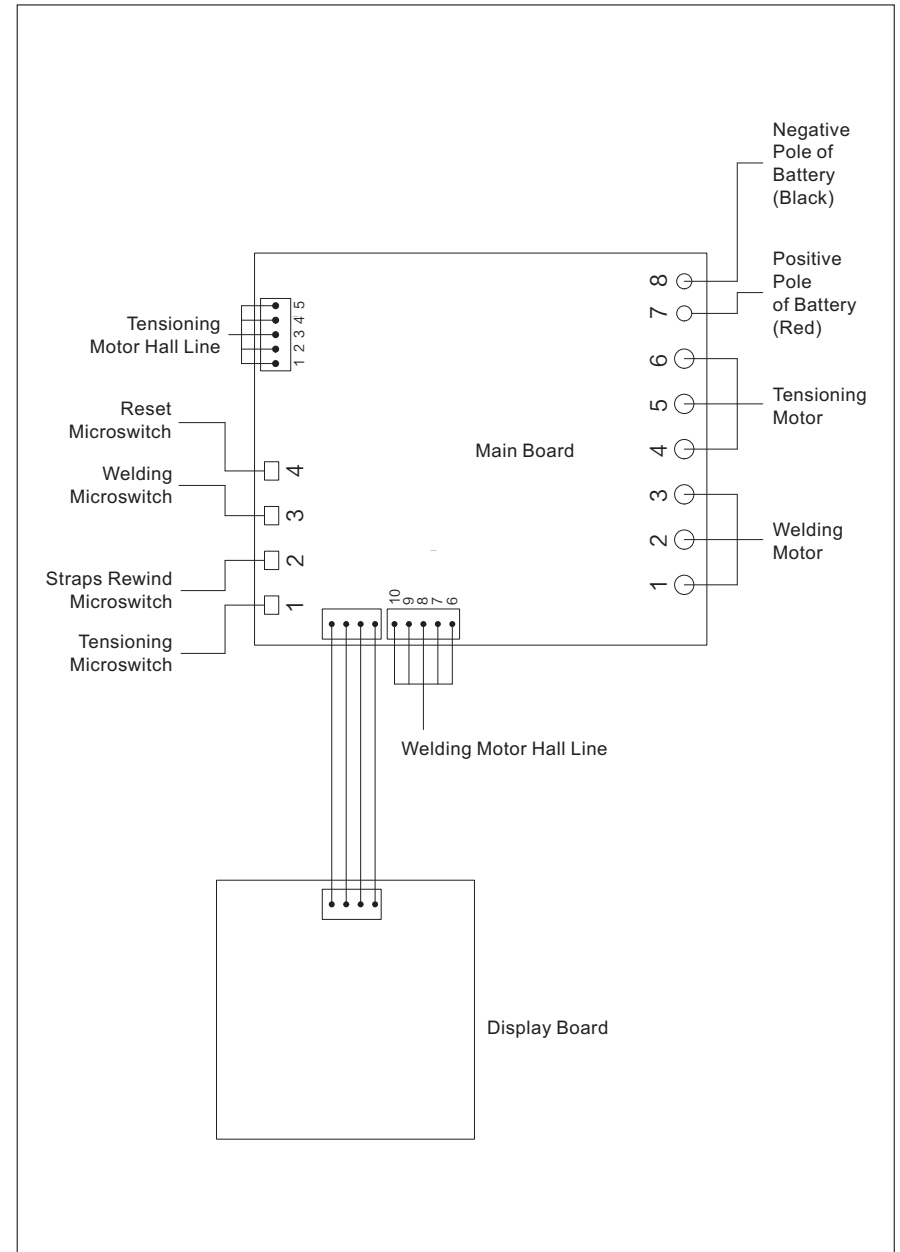 Negative
Pole of
Battery
(Black)
Positive
Pole
of Battery
(Red)
8
7
6
5
4
3
2
1
Tensioning
Motor
Welding
Motor
Main Board
Tensioning
Motor Hall Line
1 2 3 4 5
Reset
Microswitch
4
Welding
Microswitch
3
Straps Rewind
Microswitch
2
Tensioning
Microswitch
1
10
9
8
7
6
Welding Motor Hall Line
Display Board